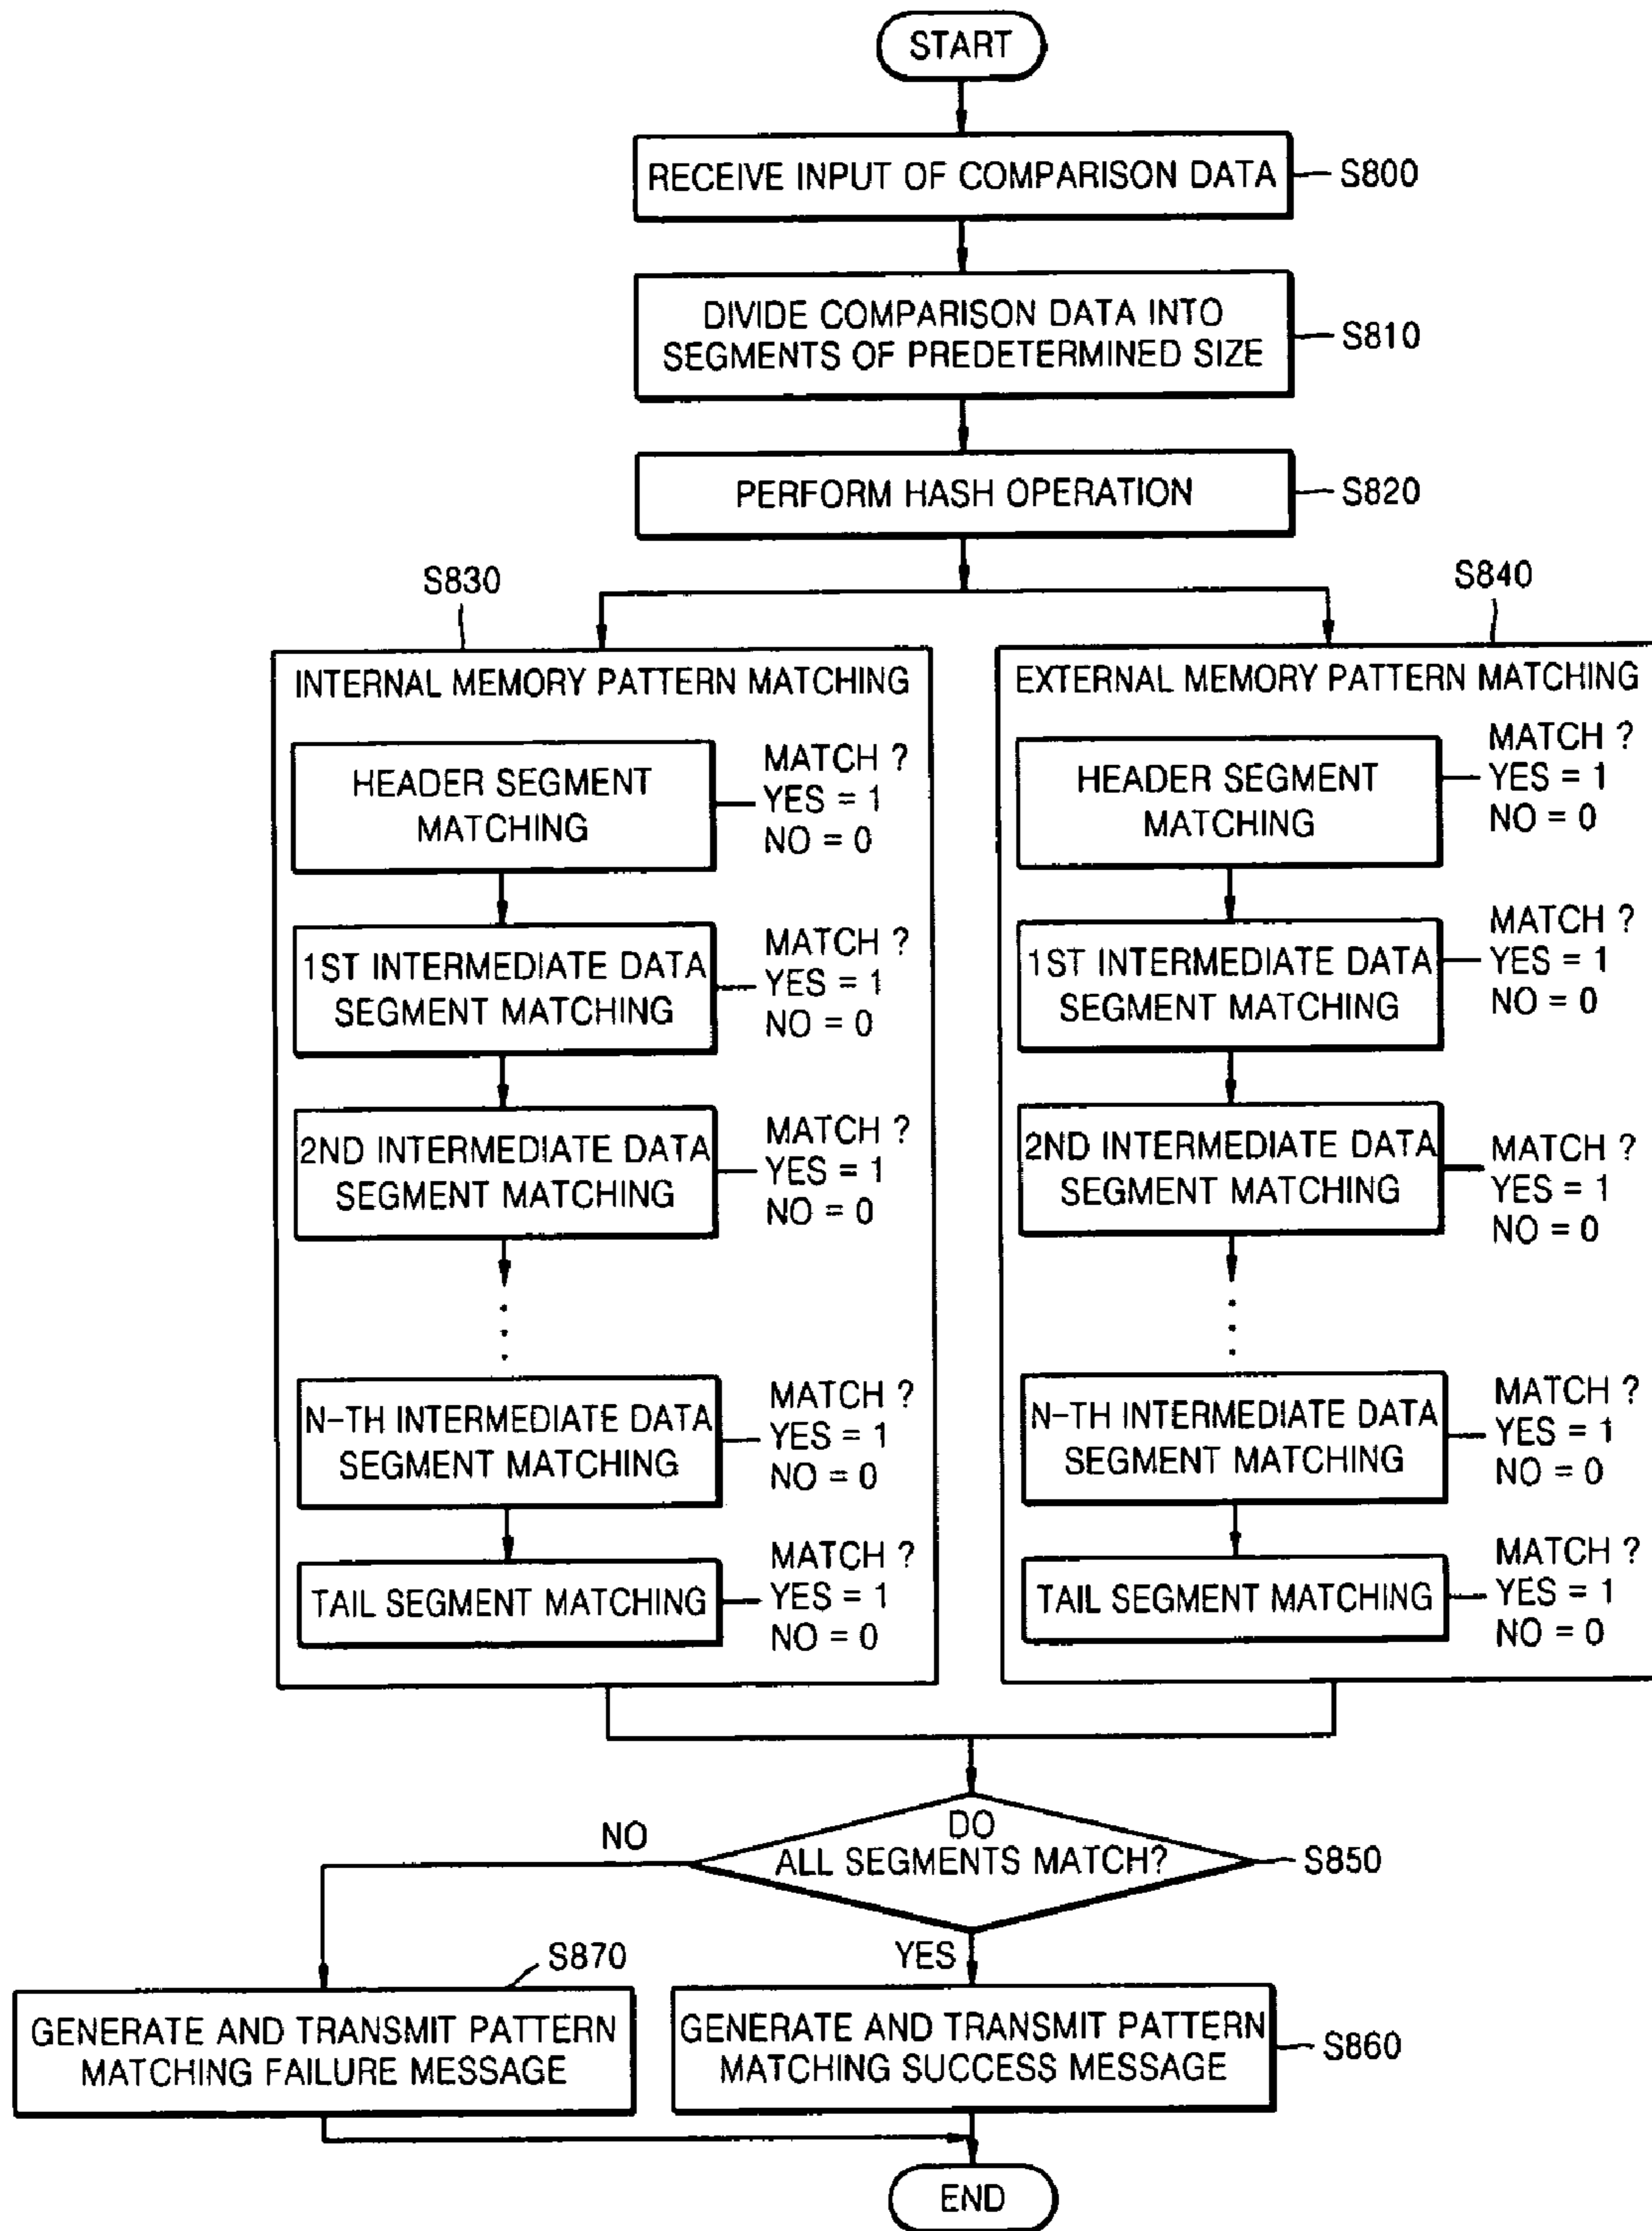 START
RECEIVE INPUT OF COMPARISON DATA
S800
DIVIDE COMPARISON DATA INTO
SEGMENTS OF PREDETERMINED SIZE
S810
PERFORM HASH OPERATION
S820
S830
INTERNAL MEMORY PATTERN MATCHING
HEADER SEGMENT
MATCHING
MATCH ?
YES = 1
NO = 0
1ST INTERMEDIATE DATA
SEGMENT MATCHING
MATCH ?
YES = 1
NO = 0
2ND INTERMEDIATE DATA
SEGMENT MATCHING
MATCH ?
YES = 1
NO = 0
N-TH INTERMEDIATE DATA
SEGMENT MATCHING
MATCH ?
YES = 1
NO = 0
TAIL SEGMENT MATCHING
MATCH ?
YES = 1
NO = 0
S840
EXTERNAL MEMORY PATTERN MATCHING
HEADER SEGMENT
MATCHING
MATCH ?
YES = 1
NO = 0
1ST INTERMEDIATE DATA
SEGMENT MATCHING
MATCH ?
YES = 1
NO = 0
2ND INTERMEDIATE DATA
SEGMENT MATCHING
MATCH ?
YES = 1
NO = 0
N-TH INTERMEDIATE DATA
SEGMENT MATCHING
MATCH ?
YES = 1
NO = 0
TAIL SEGMENT MATCHING
MATCH ?
YES = 1
NO = 0
DO
ALL SEGMENTS MATCH?
S850
NO
YES
S870
GENERATE AND TRANSMIT PATTERN
MATCHING FAILURE MESSAGE
GENERATE AND TRANSMIT PATTERN
MATCHING SUCCESS MESSAGE
S860
END